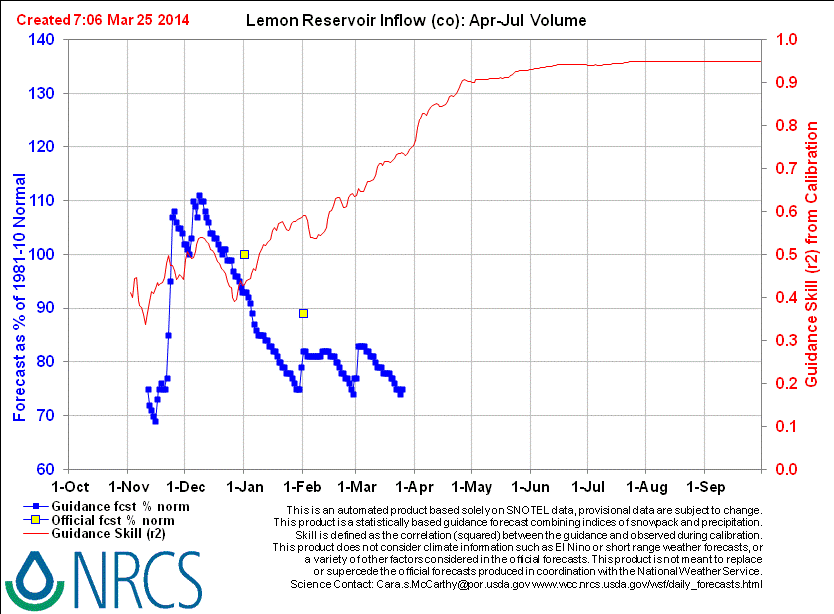 Created 7:06 Mar 25 2014
Lemon Reservoir Inflow (co): Apr-Jul Volume
140
130
120
110
100
90
80
70
60
Forecast as % of 1981-10 Normal
1.0
0.9
0.8
0.7
0.6
0.5
0.4
0.3
0.2
0.1
0.0
Guidance Skill (r2) from Calibration
1-Oct 1-Nov 1-Dec 1-Jan 1-Feb 1-Mar 1-Apr 1-May 1-Jun 1-Jul 1-Aug 1-Sep
Guidance fcst % norm
Official fcst % norm
Guidance Skill (r2)
This is an automated product based solely on SNOTEL data, provisional data are subject to change.
This product is a statistically based guidance forecast combining indices of snowpack and precipitation.
Skill is defined as the correlation (squared) between the guidance and observed during calibration.
This product does not consider climate information such as El Nino or short range weather forecasts, or
a variety of other factors considered in the official forecasts. This product is not meant to replace
or supercede the official forecasts produced in coordination with the National Weather Service.
Science Contact: Cara.s.McCarthy@por.usda.gov www.wcc.nrcs.usda.gov/wsf/daily_forecasts.html
NRCS